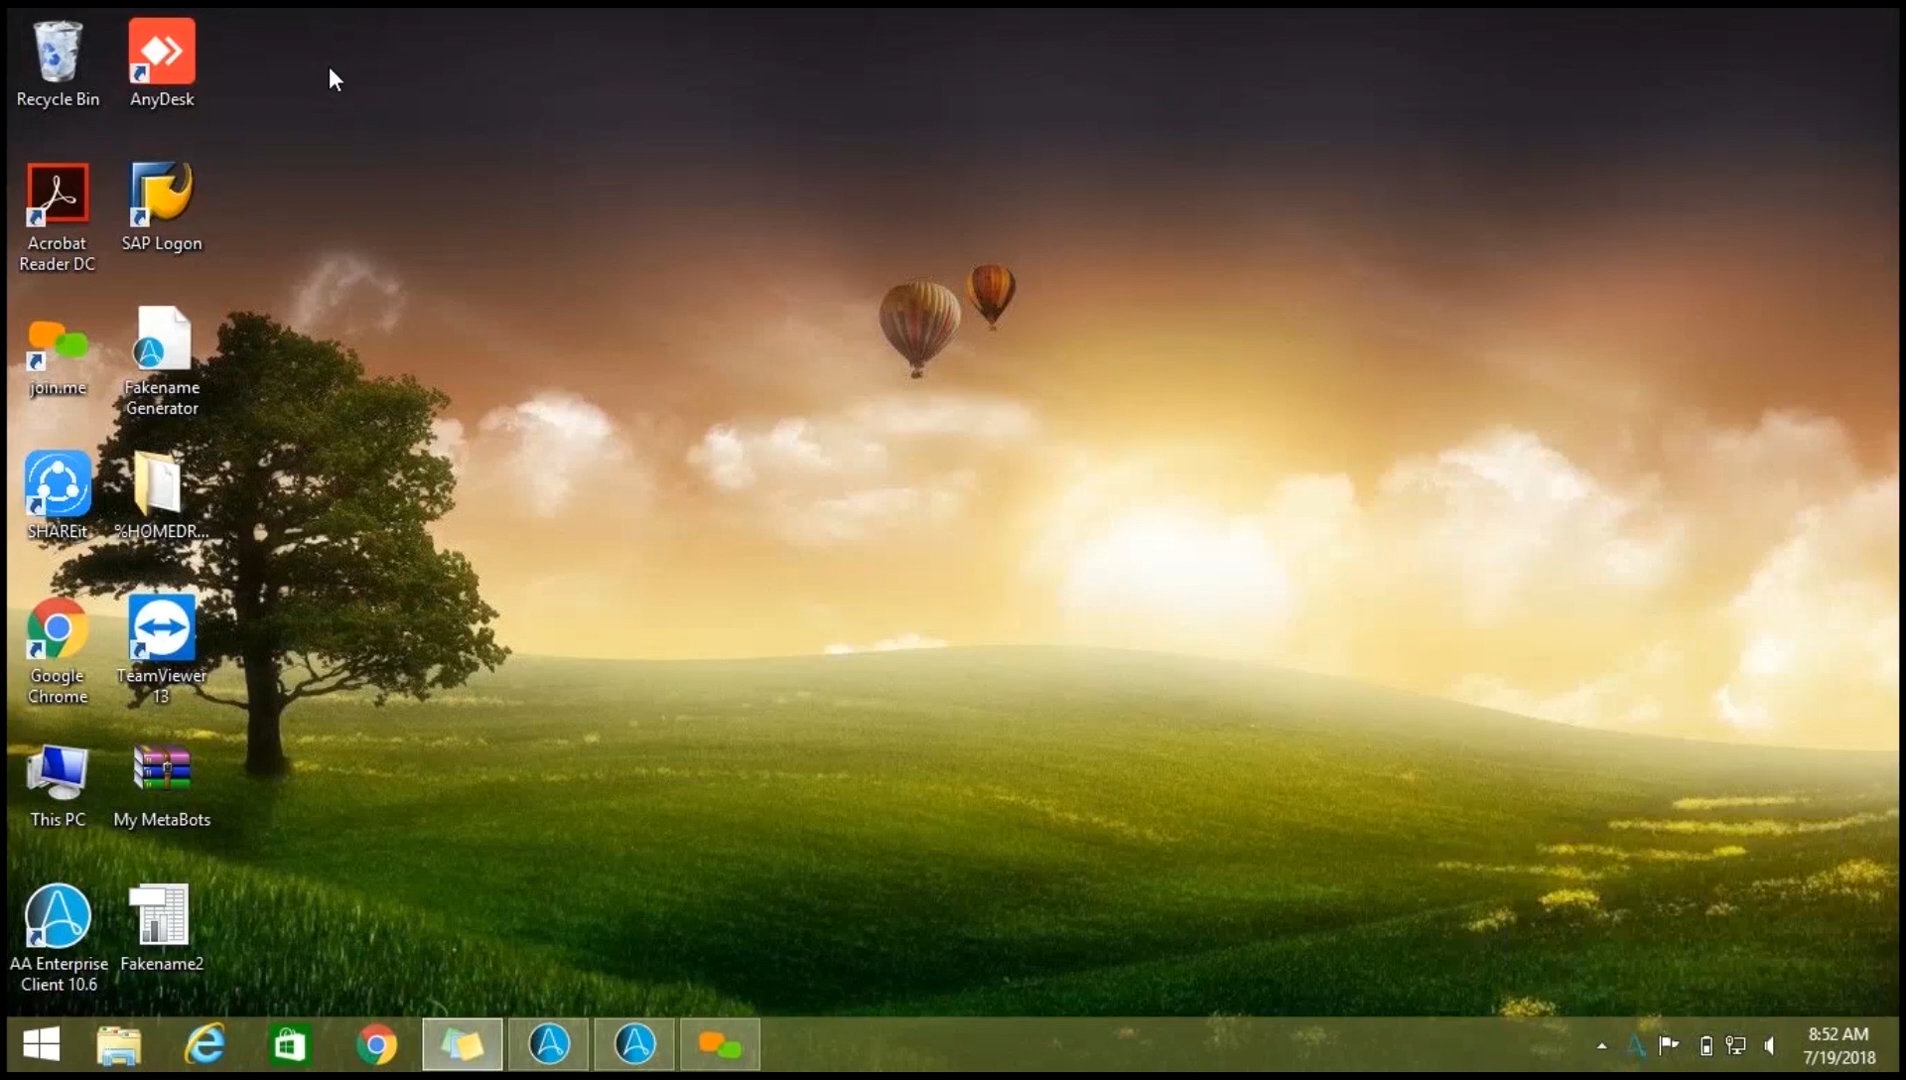 Recycle Bin
AnyDesk
Acrobat
Reader DC
SAP Logon
join.me
Fakename
Generator
SHAREit
%HOMEDR...
Google
Chrome
TeamViewer
13
This PC
My MetaBots
AA Enterprise
Client 10.6
Fakename2
8:52 AM
7/19/2018